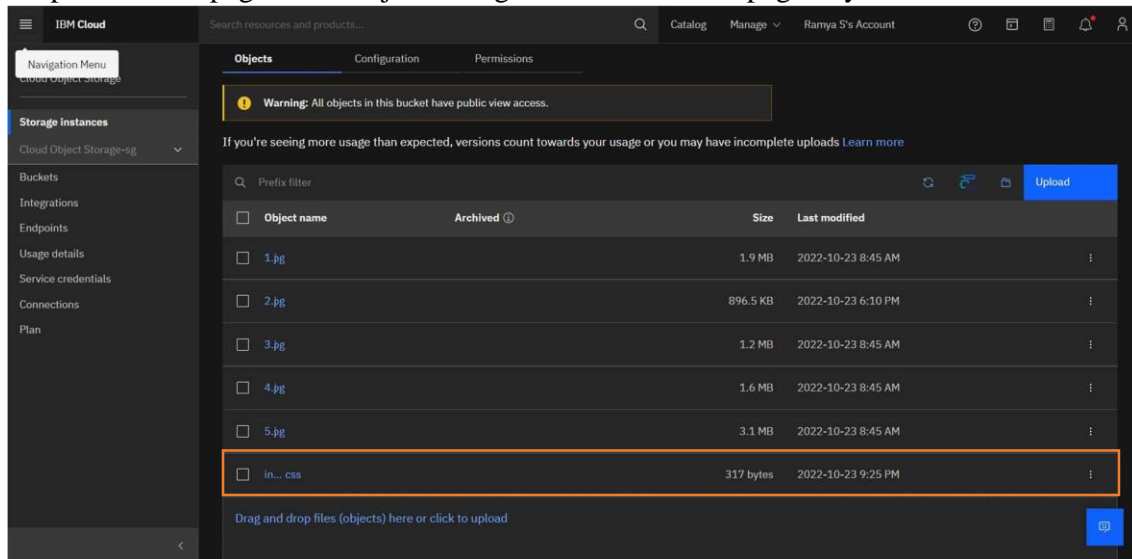 IBM Cloud
Search resources and products...
Catalog
Manage
Ramya S's Account
Navigation Menu
Cloud Object Storage
Objects
Configuration
Permissions
Warning: All objects in this bucket have public view access.
Storage instances
Cloud Object Storage-sg
Buckets
Integrations
Endpoints
Usage details
Service credentials
Connections
Plan
If you're seeing more usage than expected, versions count towards your usage or you may have incomplete uploads Learn more
Prefix filter
Upload
Object name Archived Size Last modified
1.jpg 1.9 MB 2022-10-23 8:45 AM
2.jpg 896.5 KB 2022-10-23 6:10 PM
3.jpg 1.2 MB 2022-10-23 8:45 AM
4.jpg 1.6 MB 2022-10-23 8:45 AM
5.jpg 3.1 MB 2022-10-23 8:45 AM
in... css 317 bytes 2022-10-23 9:25 PM
Drag and drop files (objects) here or click to upload